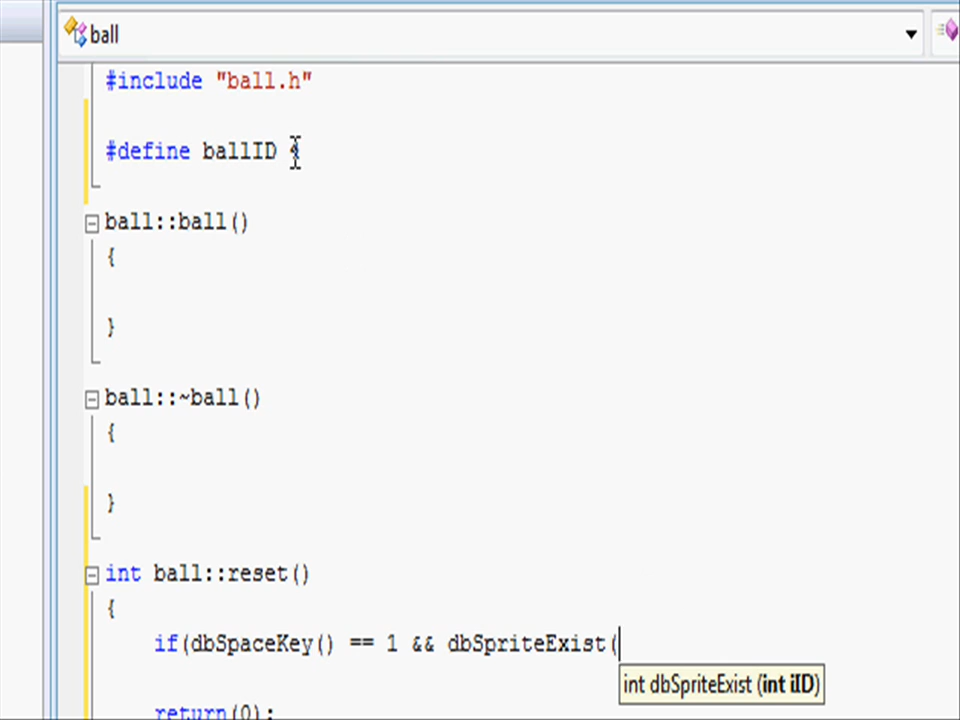 ball
#include "ball.h"
#define ballID
ball::ball()
{
}
ball::~ball()
{
}
int ball::reset()
{
if(dbSpaceKey() == 1 && dbSpriteExist(
int dbSpriteExist (int iID)
return(0);